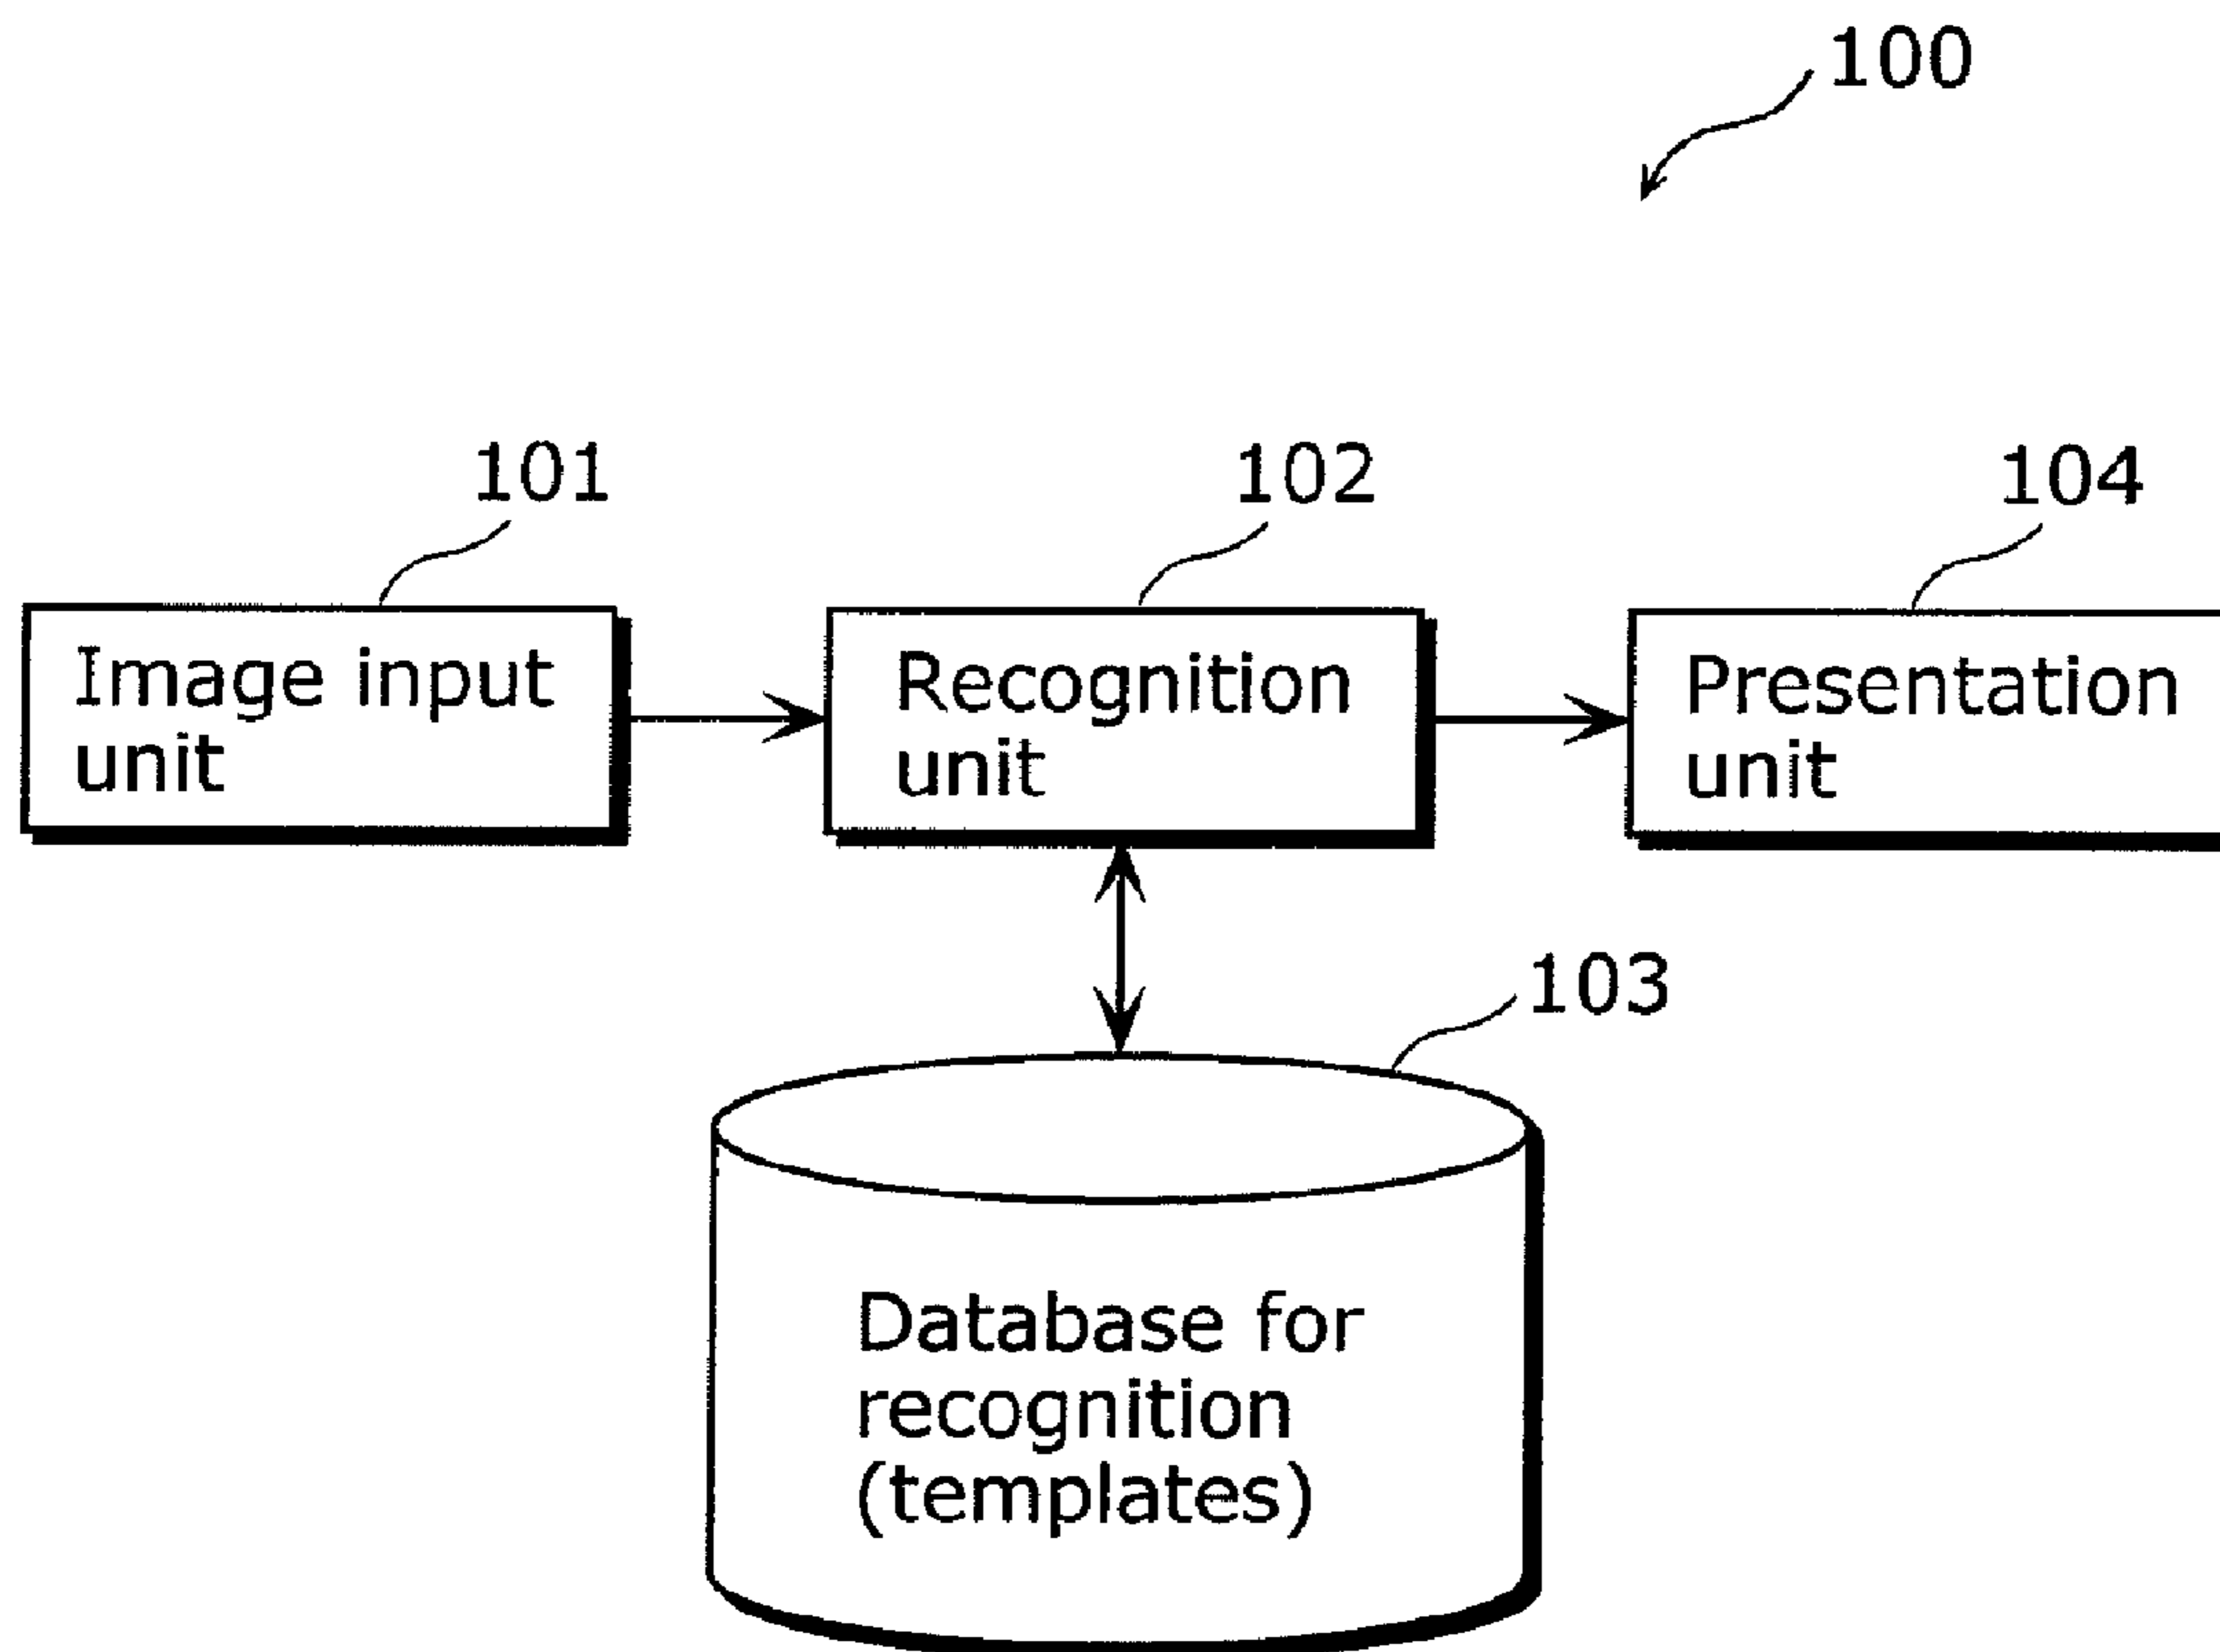 100
101
102
104
Image input
unit
Recognition
unit
Presentation
unit
103
Database for
recognition
(templates)